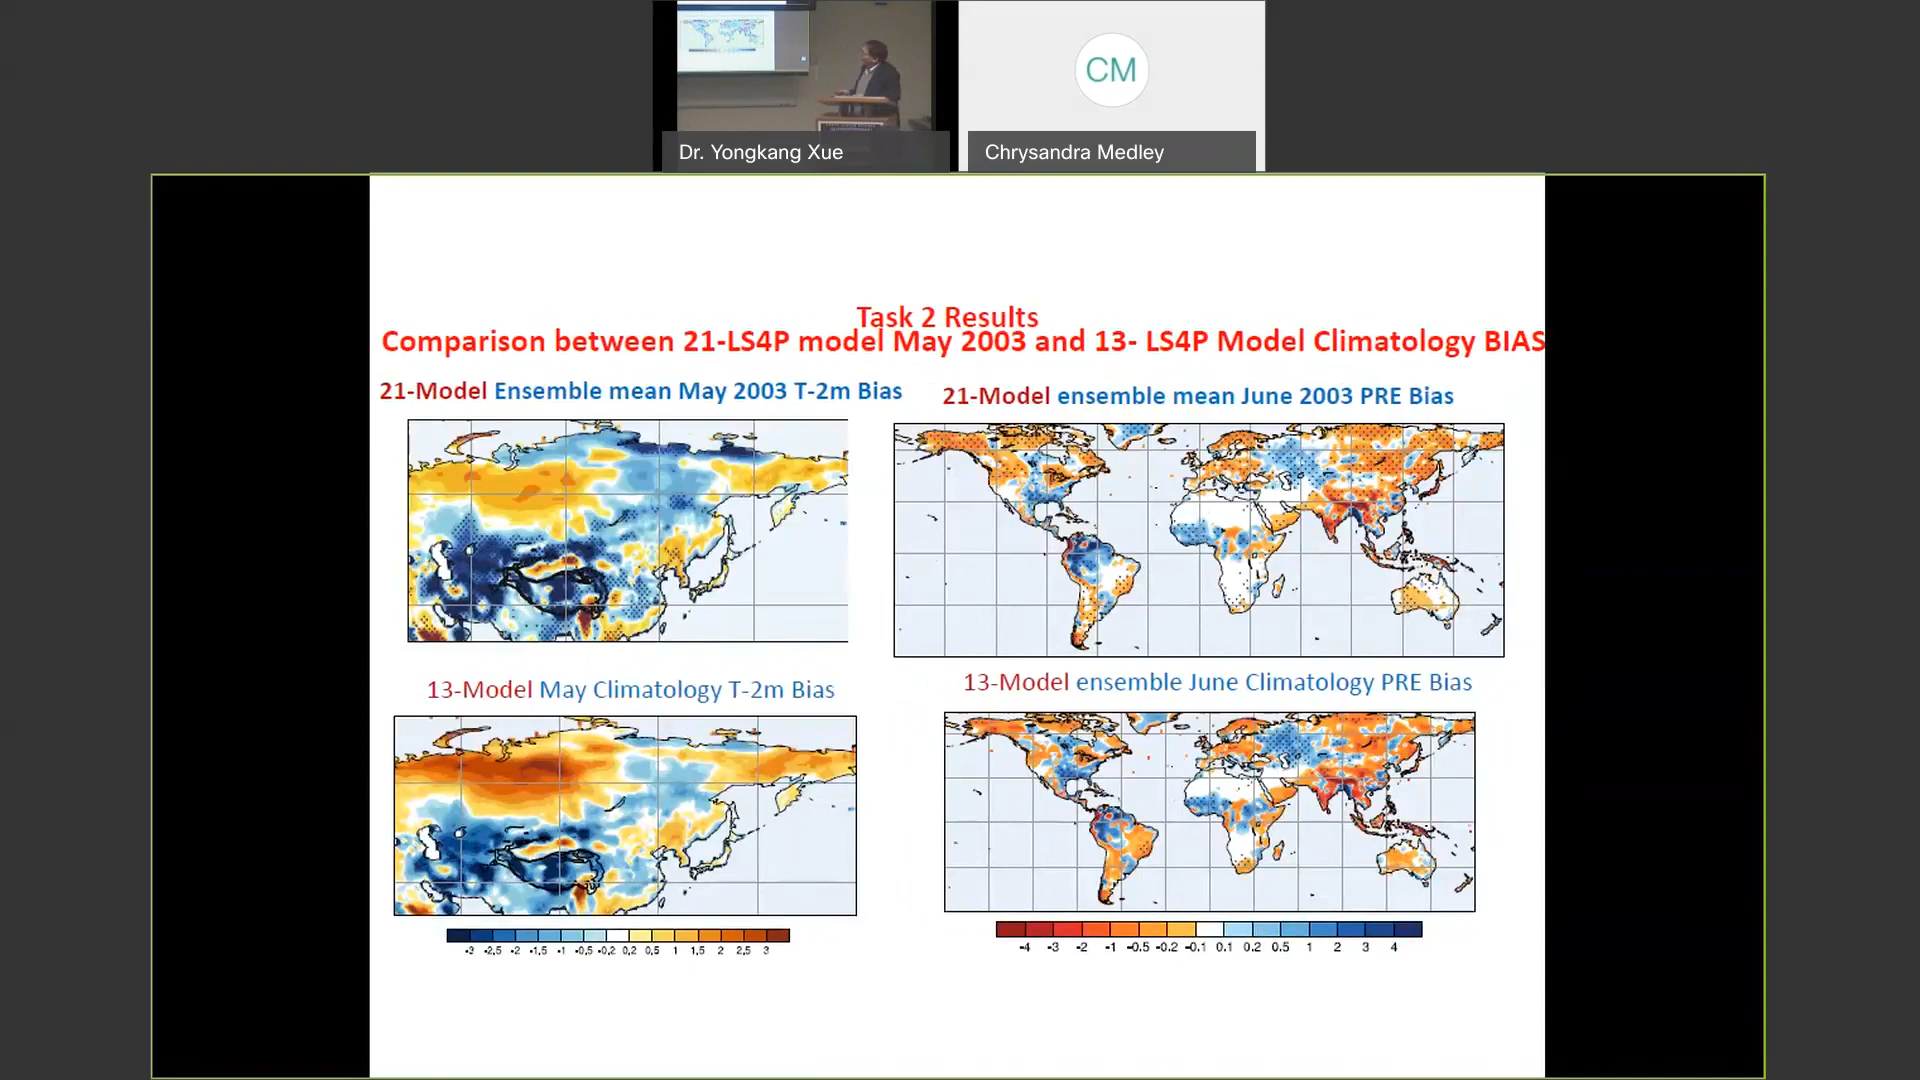 CM
Dr. Yongkang Xue
Chrysandra Medley
Task 2 Results
Comparison between 21-LS4P model May 2003 and 13- LS4P Model Climatology BIAS
21-Model Ensemble mean May 2003 T-2m Bias
21-Model ensemble mean June 2003 PRE Bias
13-Model May Climatology T-2m Bias
13-Model ensemble June Climatology PRE Bias
-3 -2.5 -2 -1.5 -1 -0.5 -0.2 0.2 0.5 1 1.5 2 2.5 3
-4 -3 -2 -1 -0.5 -0.2 -0.1 0.1 0.2 0.5 1 2 3 4